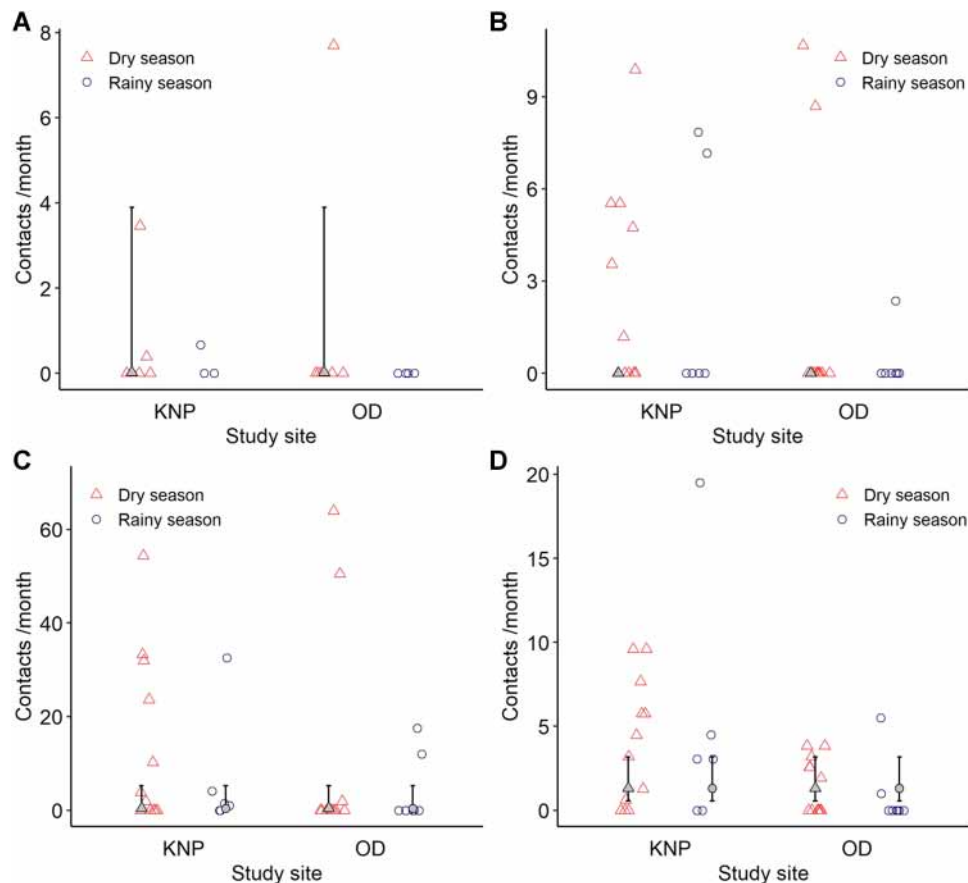 A
8
Dry season
Rainy season
6
4
2
0
Contacts /month
KNP
OD
Study site
B
9
Dry season
Rainy season
6
3
0
Contacts /month
KNP
OD
Study site
C
60
Dry season
Rainy season
40
20
0
Contacts /month
KNP
OD
Study site
D
20
Dry season
Rainy season
15
10
5
0
Contacts /month
KNP
OD
Study site